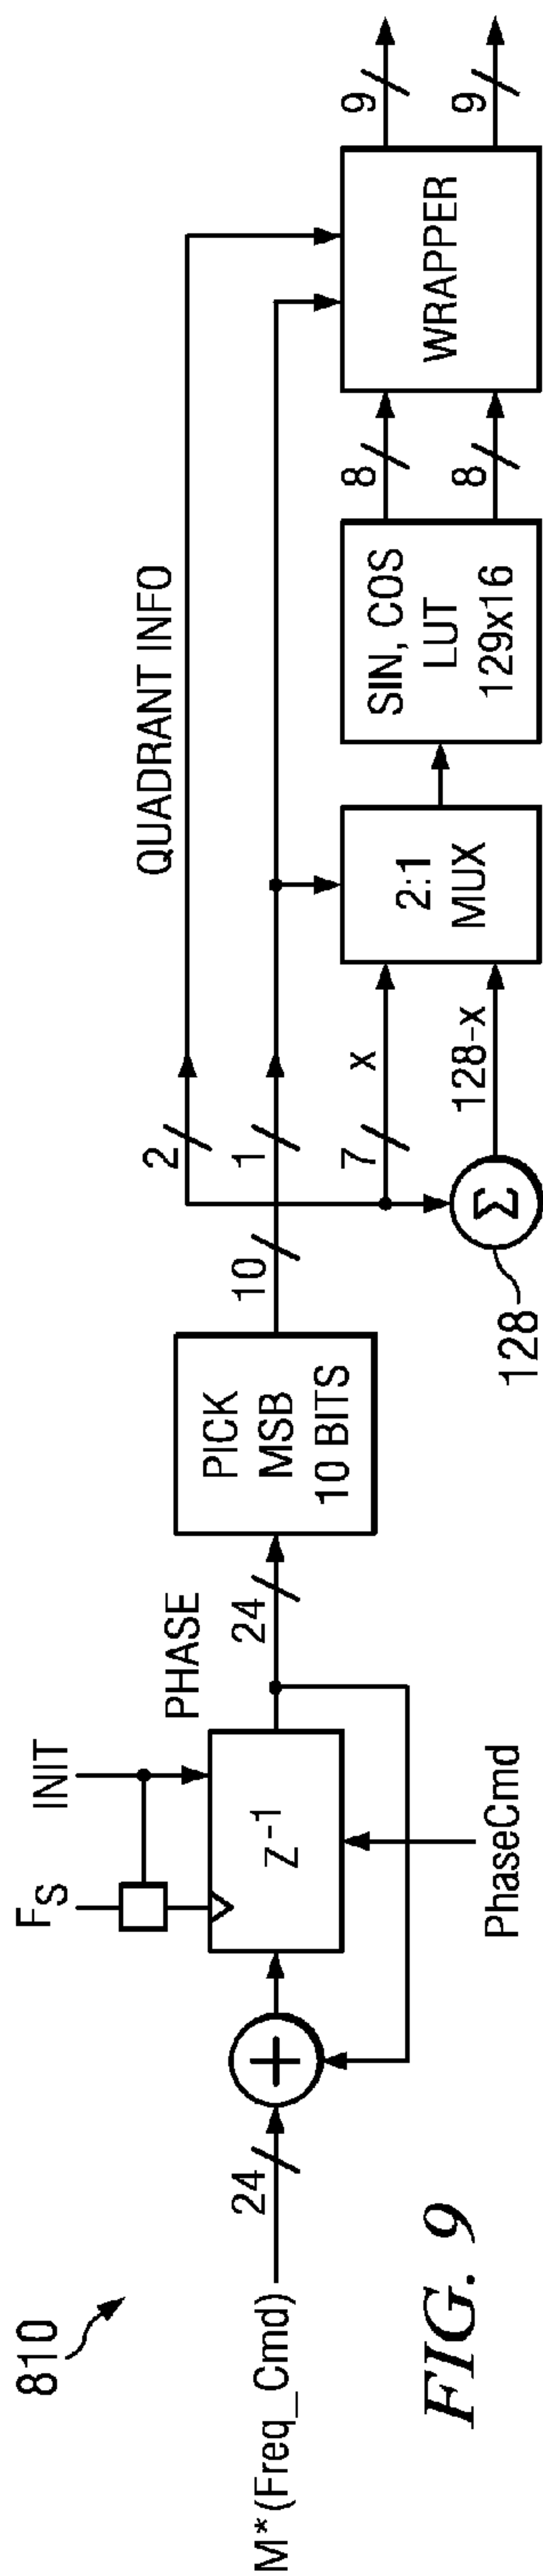 810
M*(Freq_Cmd)
24
FS
INIT
Z-1
PHASE
PhaseCmd
24
PICK
MSB
10 BITS
10
2
1
7
x
128
Σ
128-x
QUADRANT INFO
2:1
MUX
SIN, COS
LUT
129x16
8
8
WRAPPER
9
9
FIG. 9